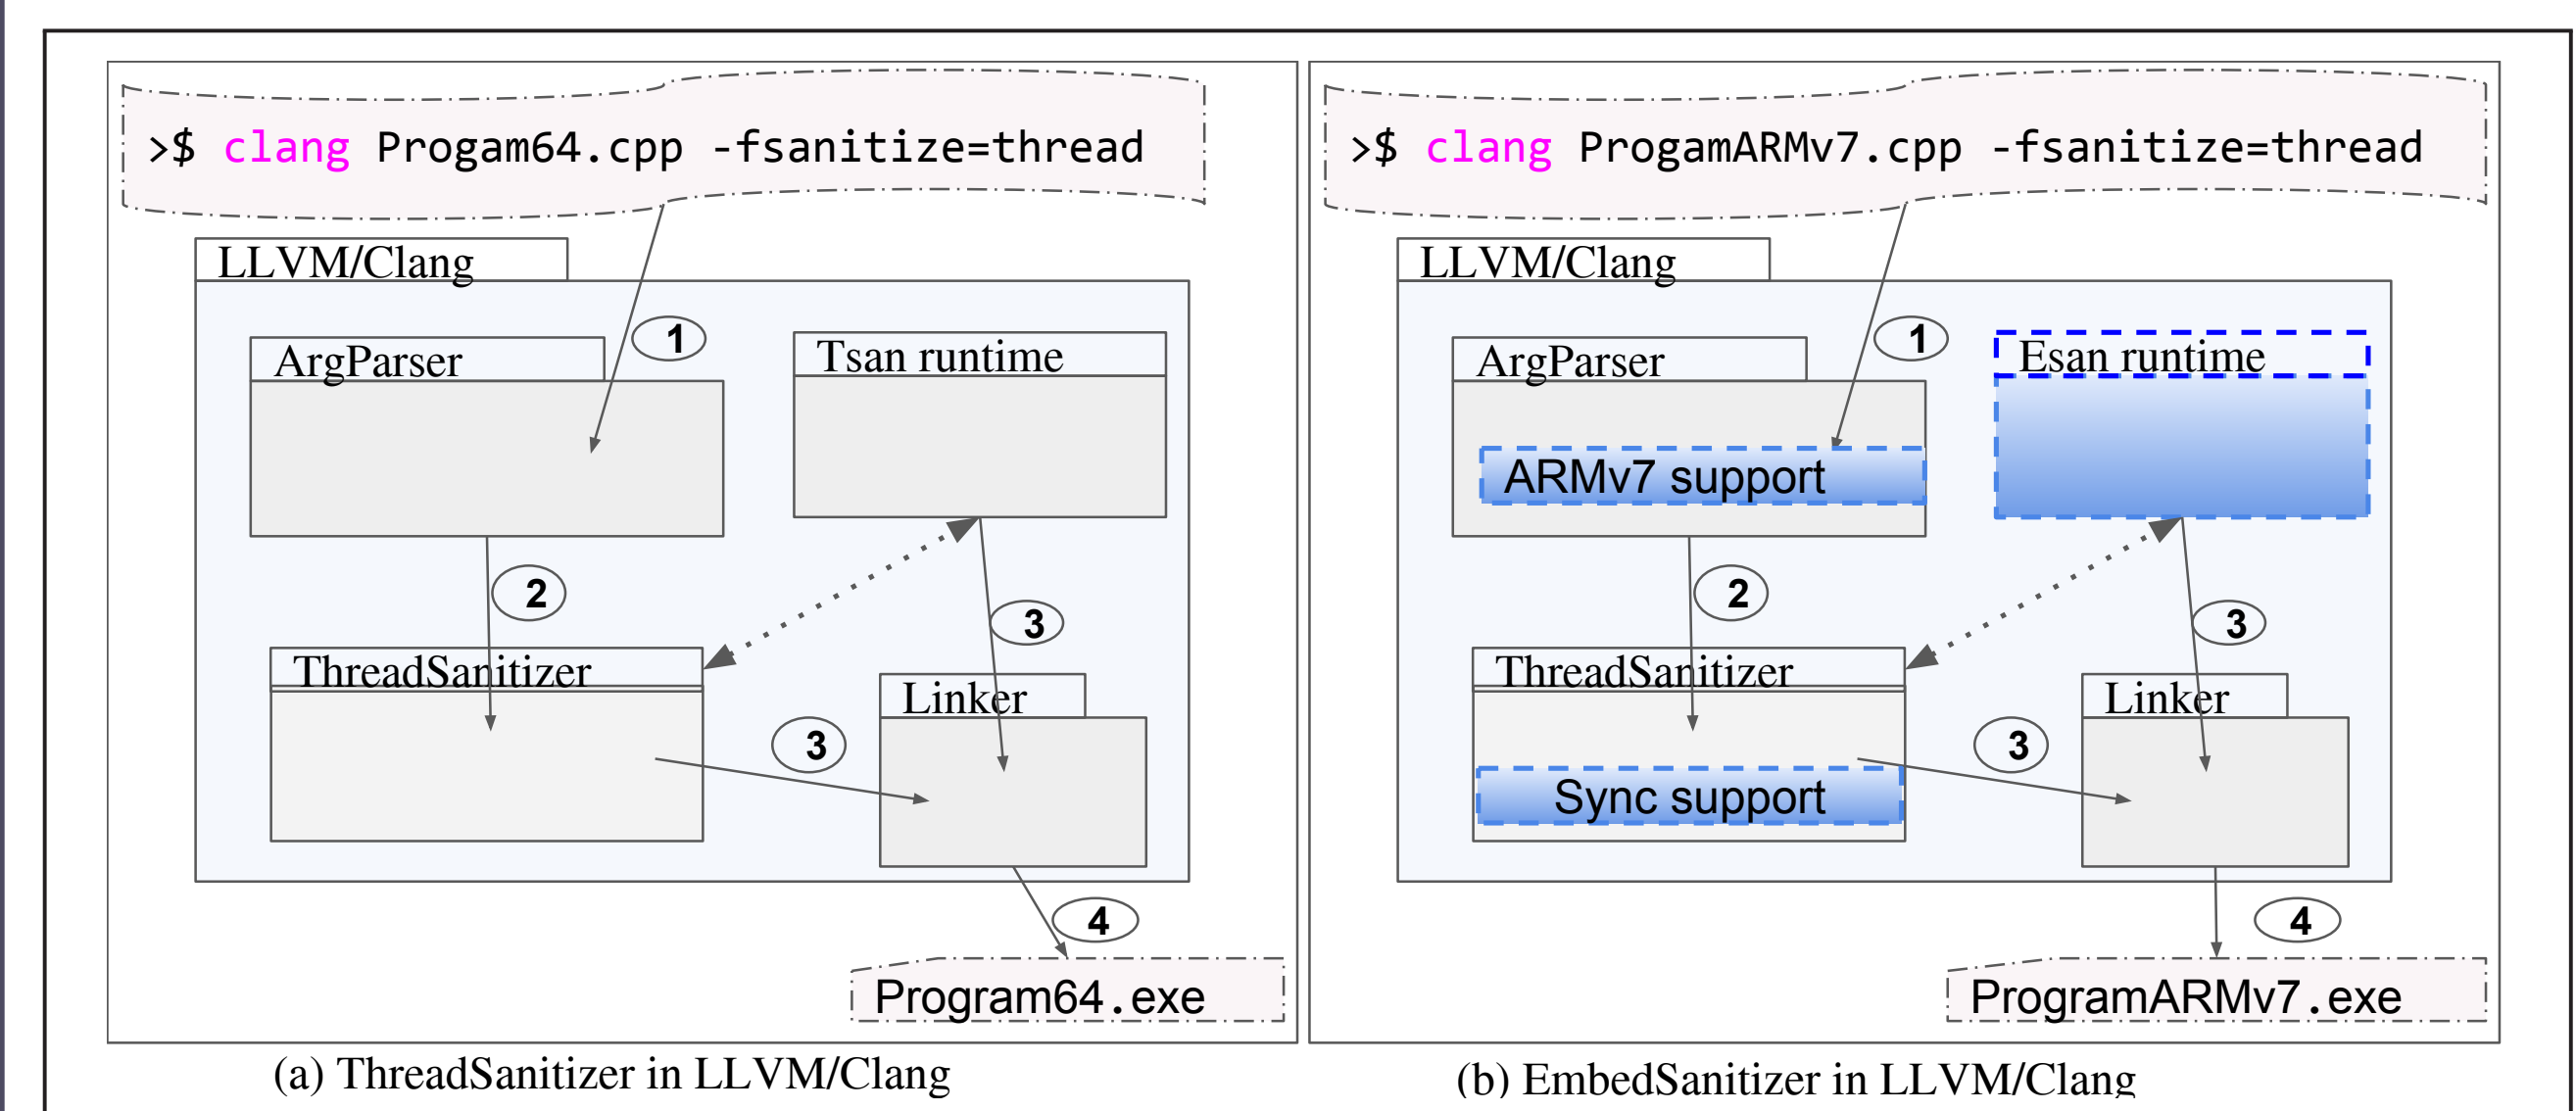 >$ clang Progam64.cpp -fsanitize=thread
LLVM/Clang
ArgParser
1
Tsan runtime
2
3
ThreadSanitizer
Linker
3
4
Program64.exe
(a) ThreadSanitizer in LLVM/Clang
>$ clang ProgamARMv7.cpp -fsanitize=thread
LLVM/Clang
ArgParser
1
Esan runtime
ARMv7 support
2
3
ThreadSanitizer
Linker
3
Sync support
4
ProgramARMv7.exe
(b) EmbedSanitizer in LLVM/Clang